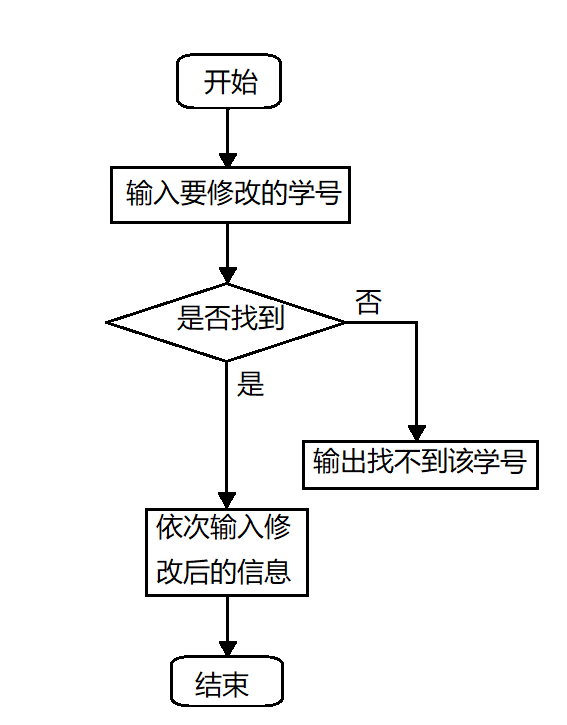 开始
输入要修改的学号
是否找到
否
是
输出找不到该学号
依次输入修
改后的信息
结束